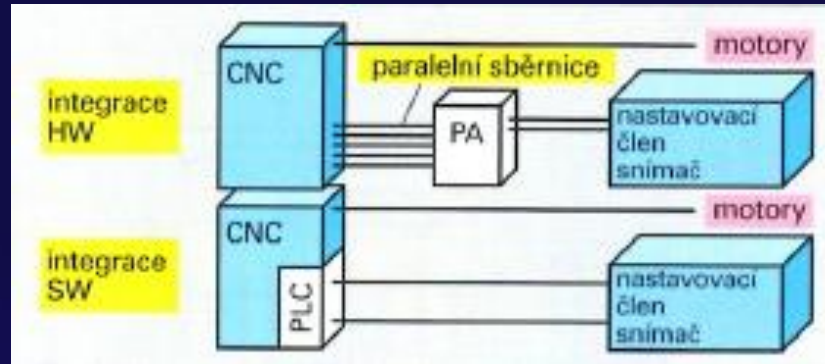 motory
CNC
paralelní sběrnice
integrace
HW
PA
nastavovací
člen
snímač
motory
CNC
integrace
SW
PLC
nastavovací
člen
snímač